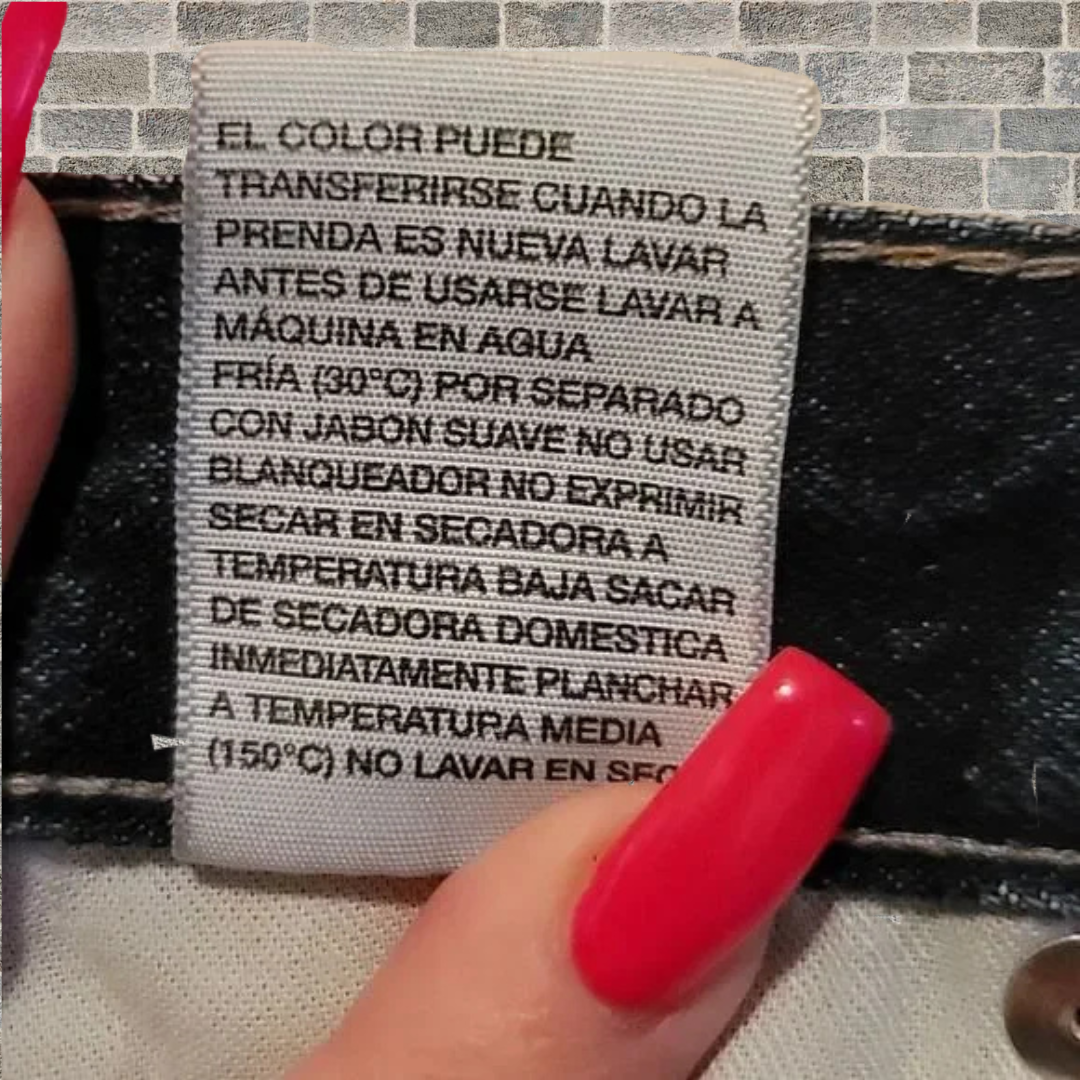 EL COLOR PUEDE
TRANSFERIRSE CUANDO LA
PRENDA ES NUEVA LAVAR
ANTES DE USARSE LAVAR A
MÁQUINA EN AGUA
FRÍA (30°C) POR SEPARADO
CON JABON SUAVE NO USAR
BLANQUEADOR NO EXPRIMIR
SECAR EN SECADORA A
TEMPERATURA BAJA SACAR
DE SECADORA DOMESTICA
INMEDIATAMENTE PLANCHAR
A TEMPERATURA MEDIA
(150°C) NO LAVAR EN